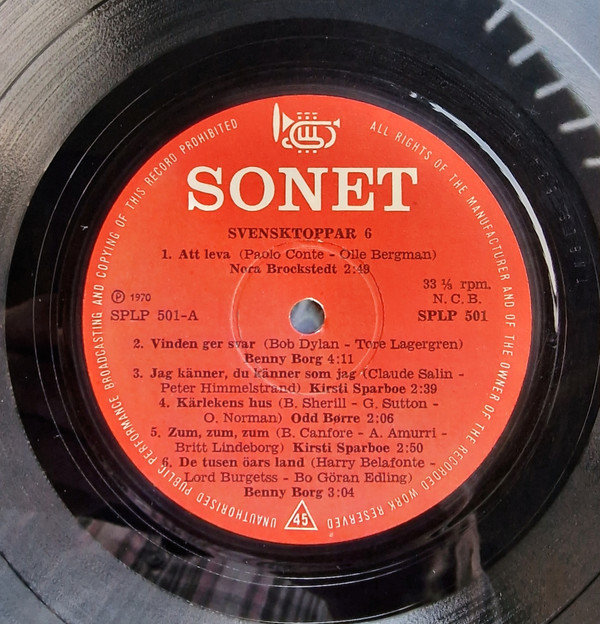 UNAUTHORISED PUBLIC PERFORMANCE BROADCASTING AND COPYING OF THIS RECORD PROHIBITED
ALL RIGHTS OF THE MANUFACTURER AND OF THE OWNER OF THE RECORDED WORK RESERVED
SONET
SVENSKTOPPAR 6
1. Att leva (Paolo Conte - Olle Bergman)
Nora Brockstedt 2:49
33 ⅓ rpm.
Ⓟ 1970
N. C. B.
SPLP 501-A
SPLP 501
2. Vinden ger svar (Bob Dylan - Tore Lagergren)
Benny Borg 4:11
3. Jag känner, du känner som jag (Claude Salin -
Peter Himmelstrand) Kirsti Sparboe 2:39
4. Kärlekens hus (B. Sherill - G. Sutton -
O. Norman) Odd Børre 2:06
5. Zum, zum, zum (B. Canfore - A. Amurri -
Britt Lindeborg) Kirsti Sparboe 2:50
6. De tusen öars land (Harry Belafonte -
Lord Burgetss - Bo Göran Edling)
Benny Borg 3:04
45